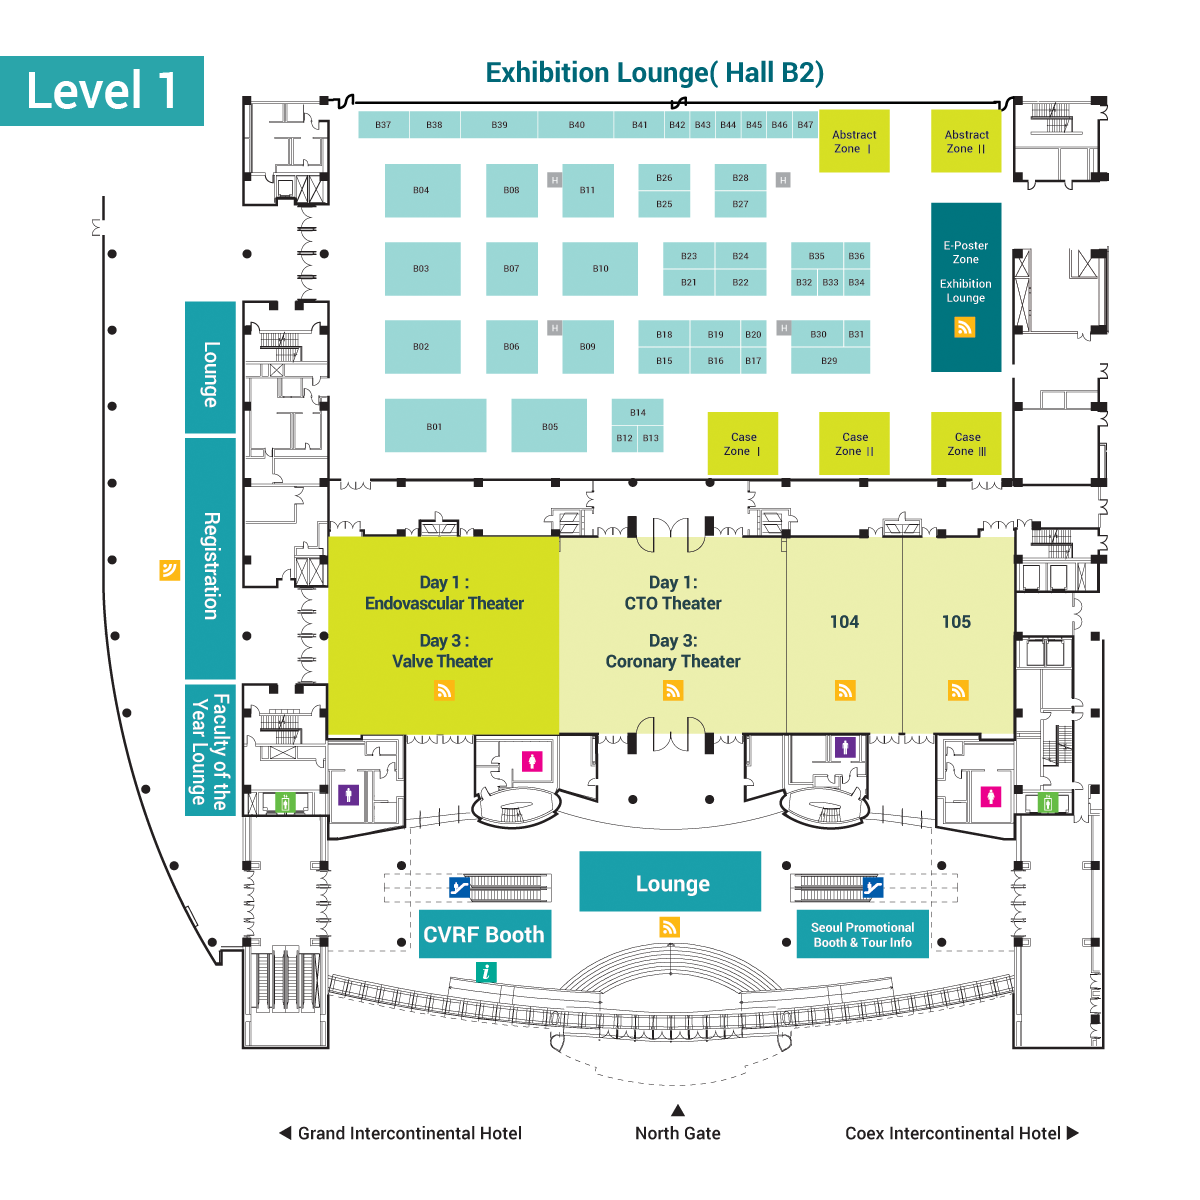 Level 1
Exhibition Lounge( Hall B2)
B37 B38 B39 B40 B41 B42 B43 B44 B45 B46 B47
Abstract
Zone I
Abstract
Zone II
B04 B08 H B11 B26 B28 H
B25 B27
E-Poster
Zone
Exhibition
Lounge
B03 B07 B10 B23 B24 B35 B36
B21 B22 B32 B33 B34
B02 B06 H B09 B18 B19 B20 H B30 B31
B15 B16 B17 B29
B01 B05 B14
B12 B13
Case
Zone I
Case
Zone II
Case
Zone III
Lounge
Registration
Faculty of the
Year Lounge
Day 1 :
Endovascular Theater
Day 3 :
Valve Theater
Day 1:
CTO Theater
Day 3:
Coronary Theater
104
105
Lounge
CVRF Booth
i
Seoul Promotional
Booth & Tour Info
Grand Intercontinental Hotel
North Gate
Coex Intercontinental Hotel